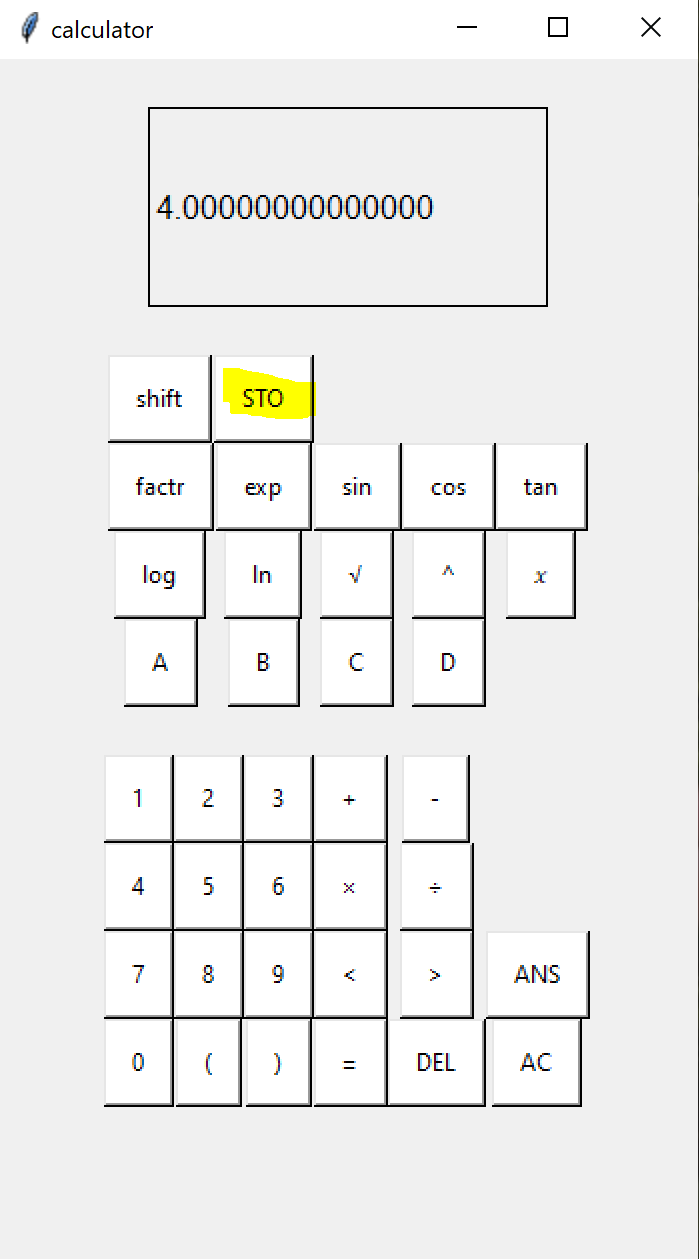 calculator
4.00000000000000
shift STO
factr exp sin cos tan
log ln √ ^ x
A B C D
1 2 3 + -
4 5 6 × ÷
7 8 9 < > ANS
0 ( ) = DEL AC